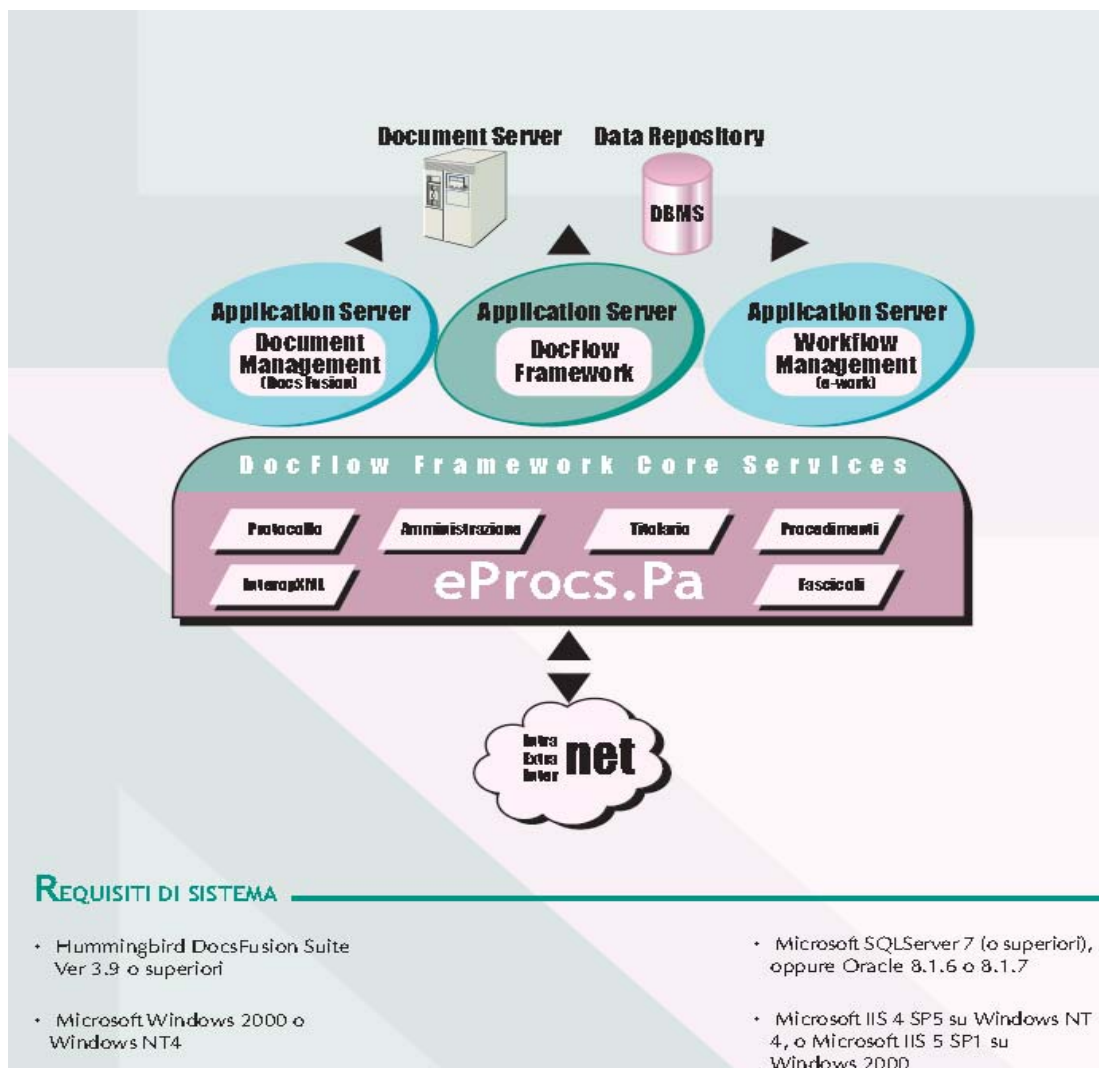 Document Server
Data Repository
DBMS
Application Server
Document
Management
(Docs Fusion)
Application Server
DocFlow
Framework
Application Server
Workflow
Management
(e-work)
DocFlow Framework Core Services
Protocollo
Amministrazione
Titolario
Procedimenti
InteropXML
eProcs.Pa
Fascicoli
Intra
Extra
Inter
net
REQUISITI DI SISTEMA
• Hummingbird DocsFusion Suite
Ver 3.9 o superiori
• Microsoft Windows 2000 o
Windows NT4
• Microsoft SQLServer 7 (o superiori),
oppure Oracle 8.1.6 o 8.1.7
• Microsoft IIS 4 SP5 su Windows NT
4, o Microsoft IIS 5 SP1 su
Windows 2000